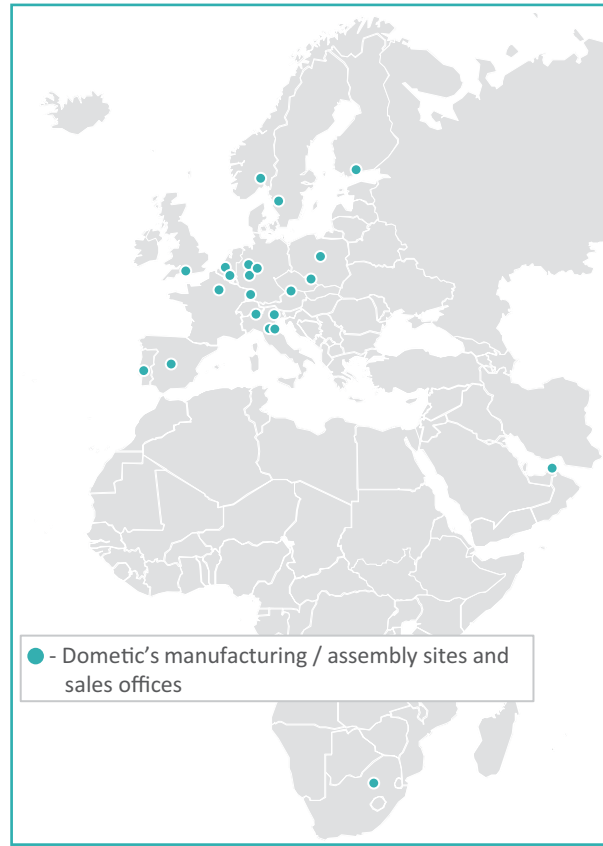 - Dometic's manufacturing / assembly sites and
sales offices